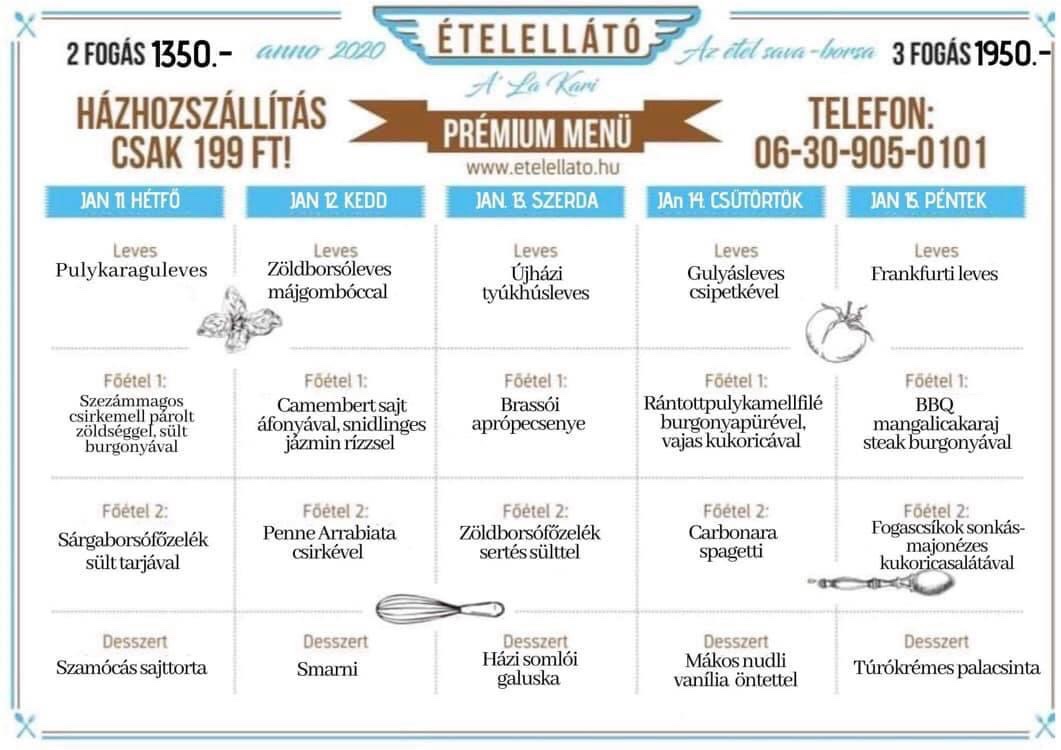 2 FOGÁS 1350.-
anno 2020
ÉTELELLÁTÓ
Az étel sava-borsa
3 FOGÁS 1950.-
A' La Kari
HÁZHOZSZÁLLÍTÁS
CSAK 199 FT!
PRÉMIUM MENÜ
www.etelellato.hu
TELEFON:
06-30-905-0101
JAN 11. HÉTFŐ
Leves
Pulykaraguleves
Főétel 1:
Szezámmagos
csirkemell párolt
zöldséggel, sült
burgonyával
Főétel 2:
Sárgaborsófőzelék
sült tarjával
Desszert
Szamócás sajttorta
JAN 12. KEDD
Leves
Zöldborsóleves
májgombóccal
Főétel 1:
Camembert sajt
áfonyával, snidlinges
jázmin rízzsel
Főétel 2:
Penne Arrabiata
csirkével
Desszert
Smarni
JAN. 13. SZERDA
Leves
Újházi
tyúkhúsleves
Főétel 1:
Brassói
aprópecsenye
Főétel 2:
Zöldborsófőzelék
sertés sülttel
Desszert
Házi somlói
galuska
JAn 14. CSÜTÖRTÖK
Leves
Gulyásleves
csipetkével
Főétel 1:
Rántottpulykamellfilé
burgonyapürével,
vajas kukoricával
Főétel 2:
Carbonara
spagetti
Desszert
Mákos nudli
vanília öntettel
JAN 15. PÉNTEK
Leves
Frankfurti leves
Főétel 1:
BBQ
mangalicakaraj
steak burgonyával
Főétel 2:
Fogascsíkok sonkás-
majonézes
kukoricasalátával
Desszert
Túrókrémes palacsinta